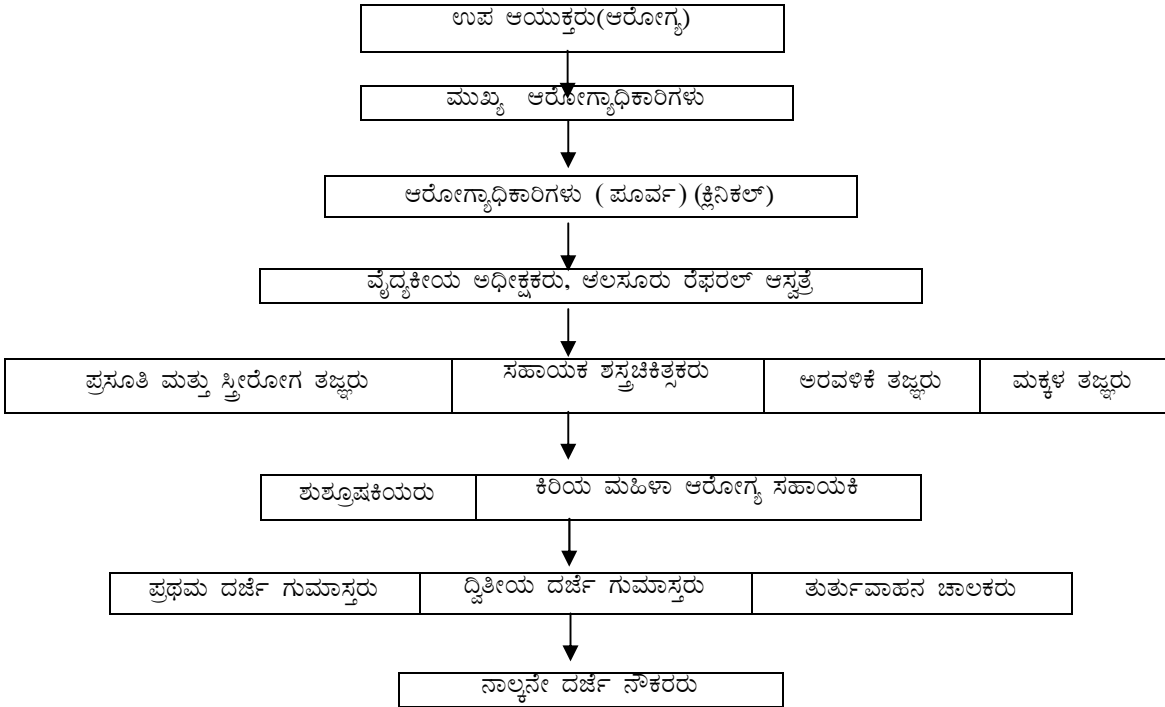 ಉಪ ಆಯುಕ್ತರು(ಆರೋಗ್ಯ)
ಮುಖ್ಯ ಆರೋಗ್ಯಾಧಿಕಾರಿಗಳು
ಆರೋಗ್ಯಾಧಿಕಾರಿಗಳು ( ಪೂರ್ವ) (ಕ್ಲಿನಿಕಲ್)
ವೈದ್ಯಕೀಯ ಅಧೀಕ್ಷಕರು, ಆಲಸೂರು ರೆಫರಲ್ ಆಸ್ವತ್ರೆ
ಪ್ರಸೂತಿ ಮತ್ತು ಸ್ತ್ರೀರೋಗ ತಜ್ಞರು ಸಹಾಯಕ ಶಸ್ತ್ರಚಿಕಿತ್ಸಕರು ಅರವಳಿಕೆ ತಜ್ಞರು ಮಕ್ಕಳ ತಜ್ಞರು
ಶುಶ್ರೂಷಕಿಯರು ಕಿರಿಯ ಮಹಿಳಾ ಆರೋಗ್ಯ ಸಹಾಯಕಿ
ಪ್ರಥಮ ದರ್ಜೆ ಗುಮಾಸ್ತರು ದ್ವಿತೀಯ ದರ್ಜೆ ಗುಮಾಸ್ತರು ತುರ್ತುವಾಹನ ಚಾಲಕರು
ನಾಲ್ಕನೇ ದರ್ಜೆ ನೌಕರರು